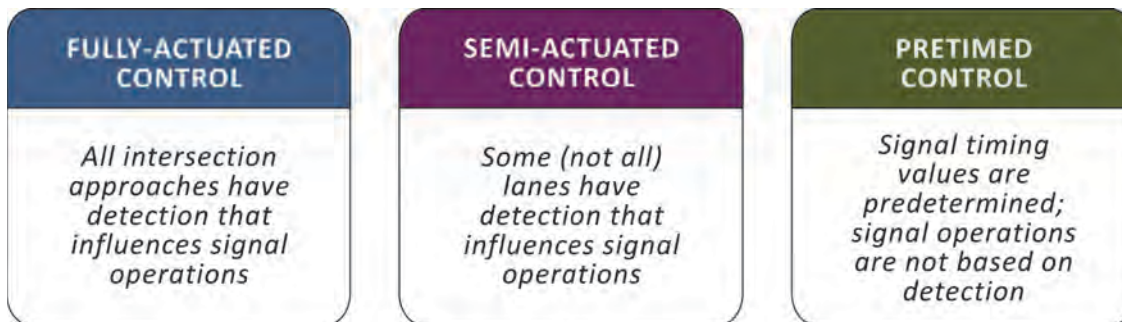 FULLY-ACTUATED
CONTROL
All intersection
approaches have
detection that
influences signal
operations
SEMI-ACTUATED
CONTROL
Some (not all)
lanes have
detection that
influences signal
operations
PRETIMED
CONTROL
Signal timing
values are
predetermined;
signal operations
are not based on
detection